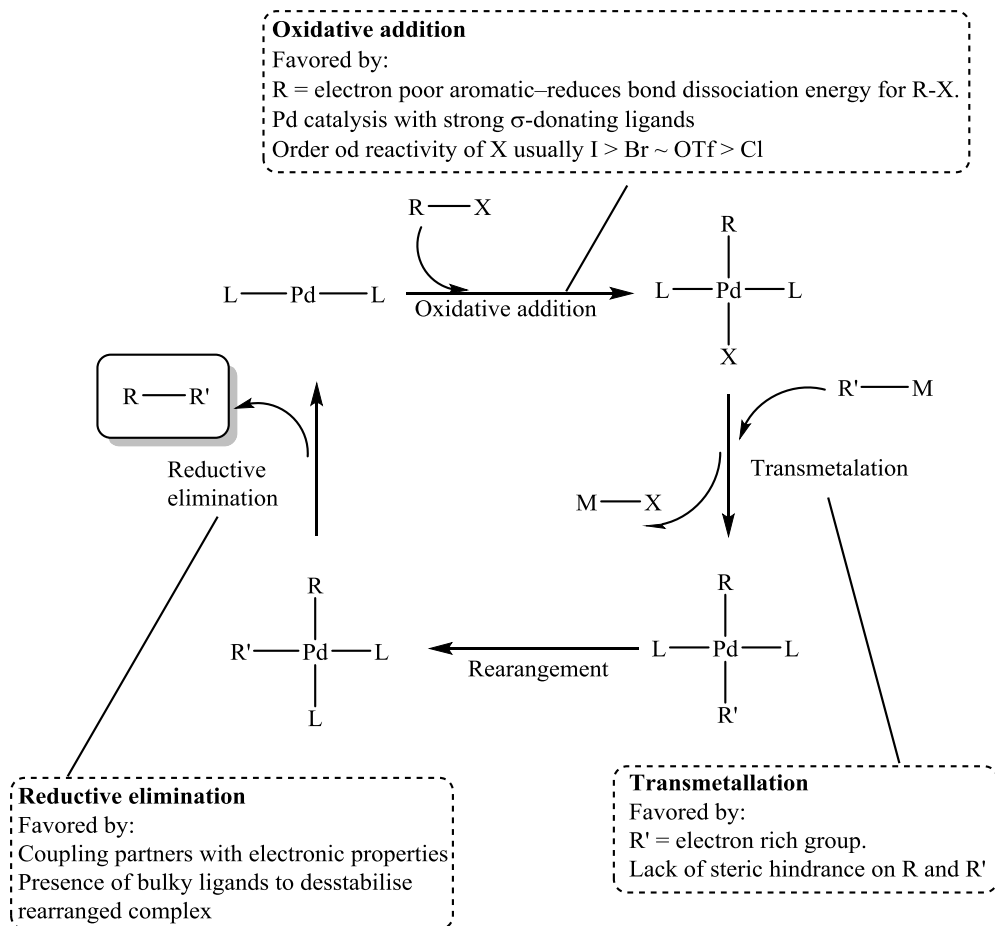 Oxidative addition
Favored by:
R = electron poor aromatic–reduces bond dissociation energy for R-X.
Pd catalysis with strong σ-donating ligands
Order od reactivity of X usually I > Br ~ OTf > Cl
R — X
L — Pd — L
Oxidative addition
R
L — Pd — L
X
R — R'
R' — M
Reductive
elimination
Transmetalation
M — X
R
R' — Pd — L
L
Rearangement
R
L — Pd — L
R'
Reductive elimination
Favored by:
Coupling partners with electronic properties
Presence of bulky ligands to desstabilise
rearranged complex
Transmetallation
Favored by:
R' = electron rich group.
Lack of steric hindrance on R and R'